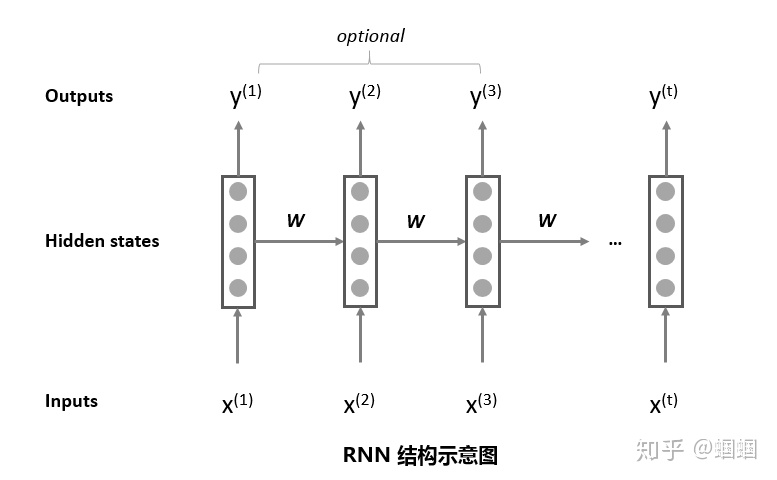 optional
Outputs y(1) y(2) y(3) y(t)
W W W
Hidden states ...
Inputs x(1) x(2) x(3) x(t)
RNN 结构示意图
知乎 @蝈蝈